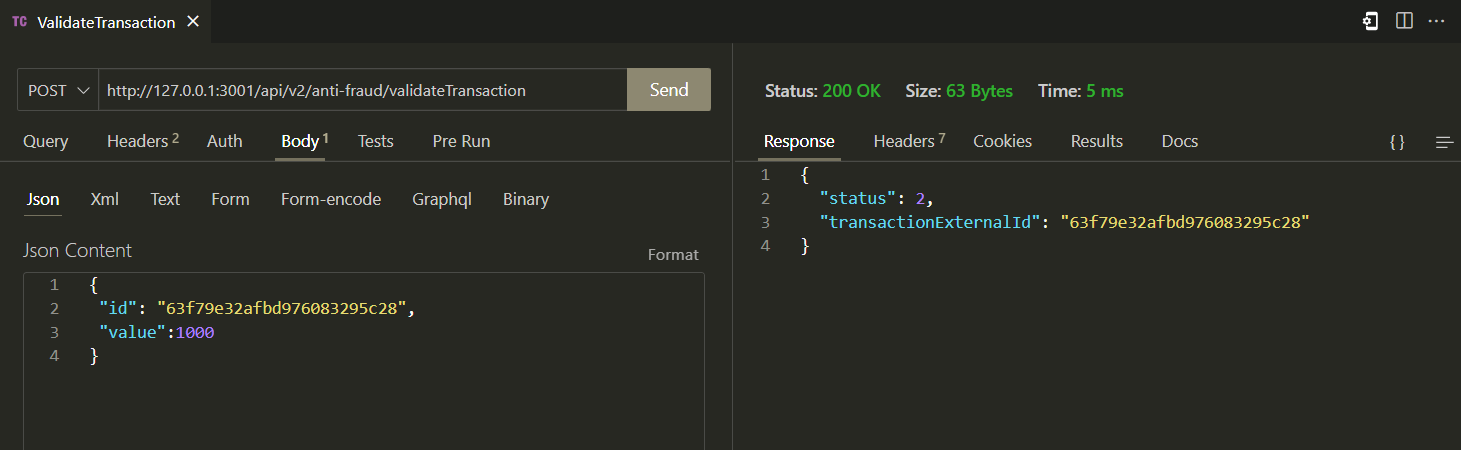 TC ValidateTransaction ×
POST http://127.0.0.1:3001/api/v2/anti-fraud/validateTransaction Send
Query Headers 2 Auth Body 1 Tests Pre Run
Json Xml Text Form Form-encode Graphql Binary
Json Content Format
1 {
2 "id": "63f79e32afbd976083295c28",
3 "value":1000
4 }
Status: 200 OK Size: 63 Bytes Time: 5 ms
Response Headers 7 Cookies Results Docs {}
1 {
2 "status": 2,
3 "transactionExternalId": "63f79e32afbd976083295c28"
4 }